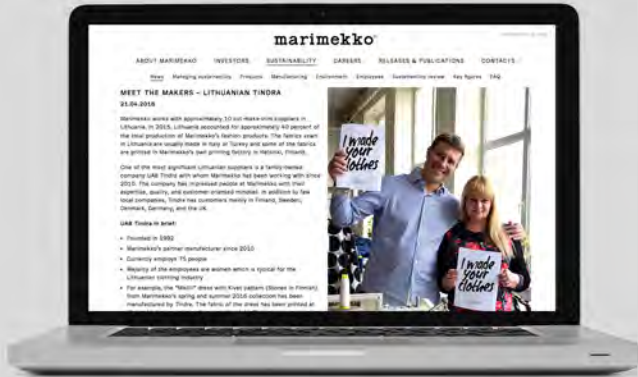 marimekko
ABOUT MARIMEKKO INVESTORS SUSTAINABILITY CAREERS RELEASES & PUBLICATIONS CONTACTS
News Managing sustainability Products Manufacturing Environment Employees Sustainability review Key figures FAQ
MEET THE MAKERS – LITHUANIAN TINDRA
21.04.2016
Marimekko works with approximately 10 cut-make-trim suppliers in
Lithuania. In 2015, Lithuania accounted for approximately 40 percent of
the total production of Marimekko's fashion products. The fabrics sewn
in Lithuania are usually made in Italy or Turkey and some of the fabrics
are printed in Marimekko's own printing factory in Helsinki, Finland.
One of the most significant Lithuanian suppliers is a family-owned
company UAB Tindra with whom Marimekko has been working with since
2010. The company has impressed people at Marimekko with their
expertise, quality, and customer-oriented mindset. In addition to few
local companies, Tindra has customers mainly in Finland, Sweden,
Denmark, Germany, and the UK.
UAB Tindra in brief:
• Founded in 1992
• Marimekko's partner manufacturer since 2010
• Currently employs 75 people
• Majority of the employees are women which is typical for the
Lithuanian clothing industry
• For example, the dress with Kivet pattern (Stones in Finnish)
from Marimekko's spring and summer 2016 collection has been
manufactured by Tindra. The fabric of the dress has been printed at
I made
your
clothes
I made
your
clothes